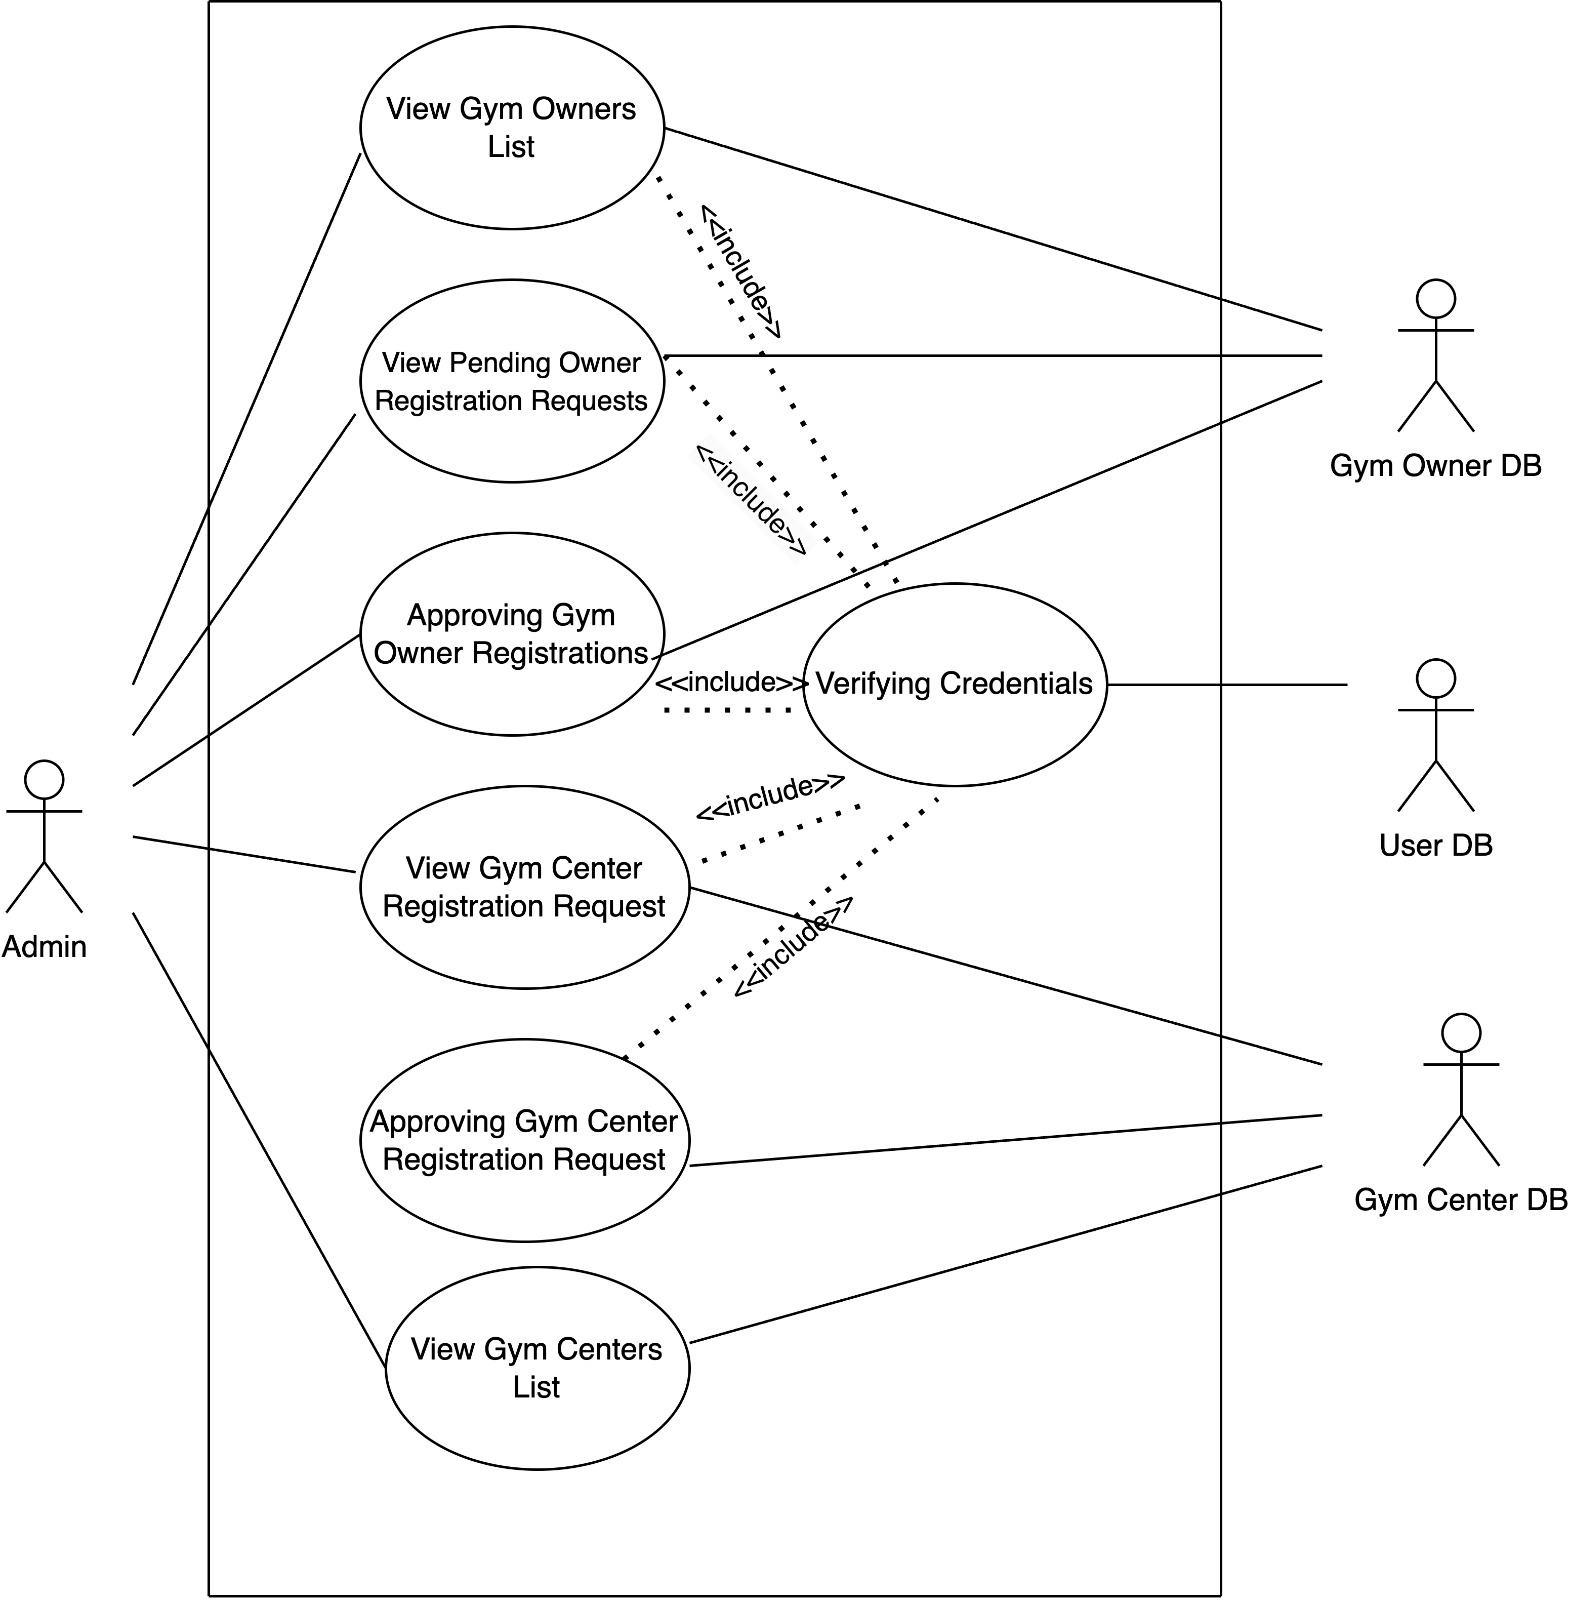 View Gym Owners
List
<<include>>
View Pending Owner
Registration Requests
<<include>>
Gym Owner DB
Approving Gym
Owner Registrations
<<include>>
Verifying Credentials
User DB
<<include>>
View Gym Center
Registration Request
<<include>>
Admin
Approving Gym Center
Registration Request
Gym Center DB
View Gym Centers
List